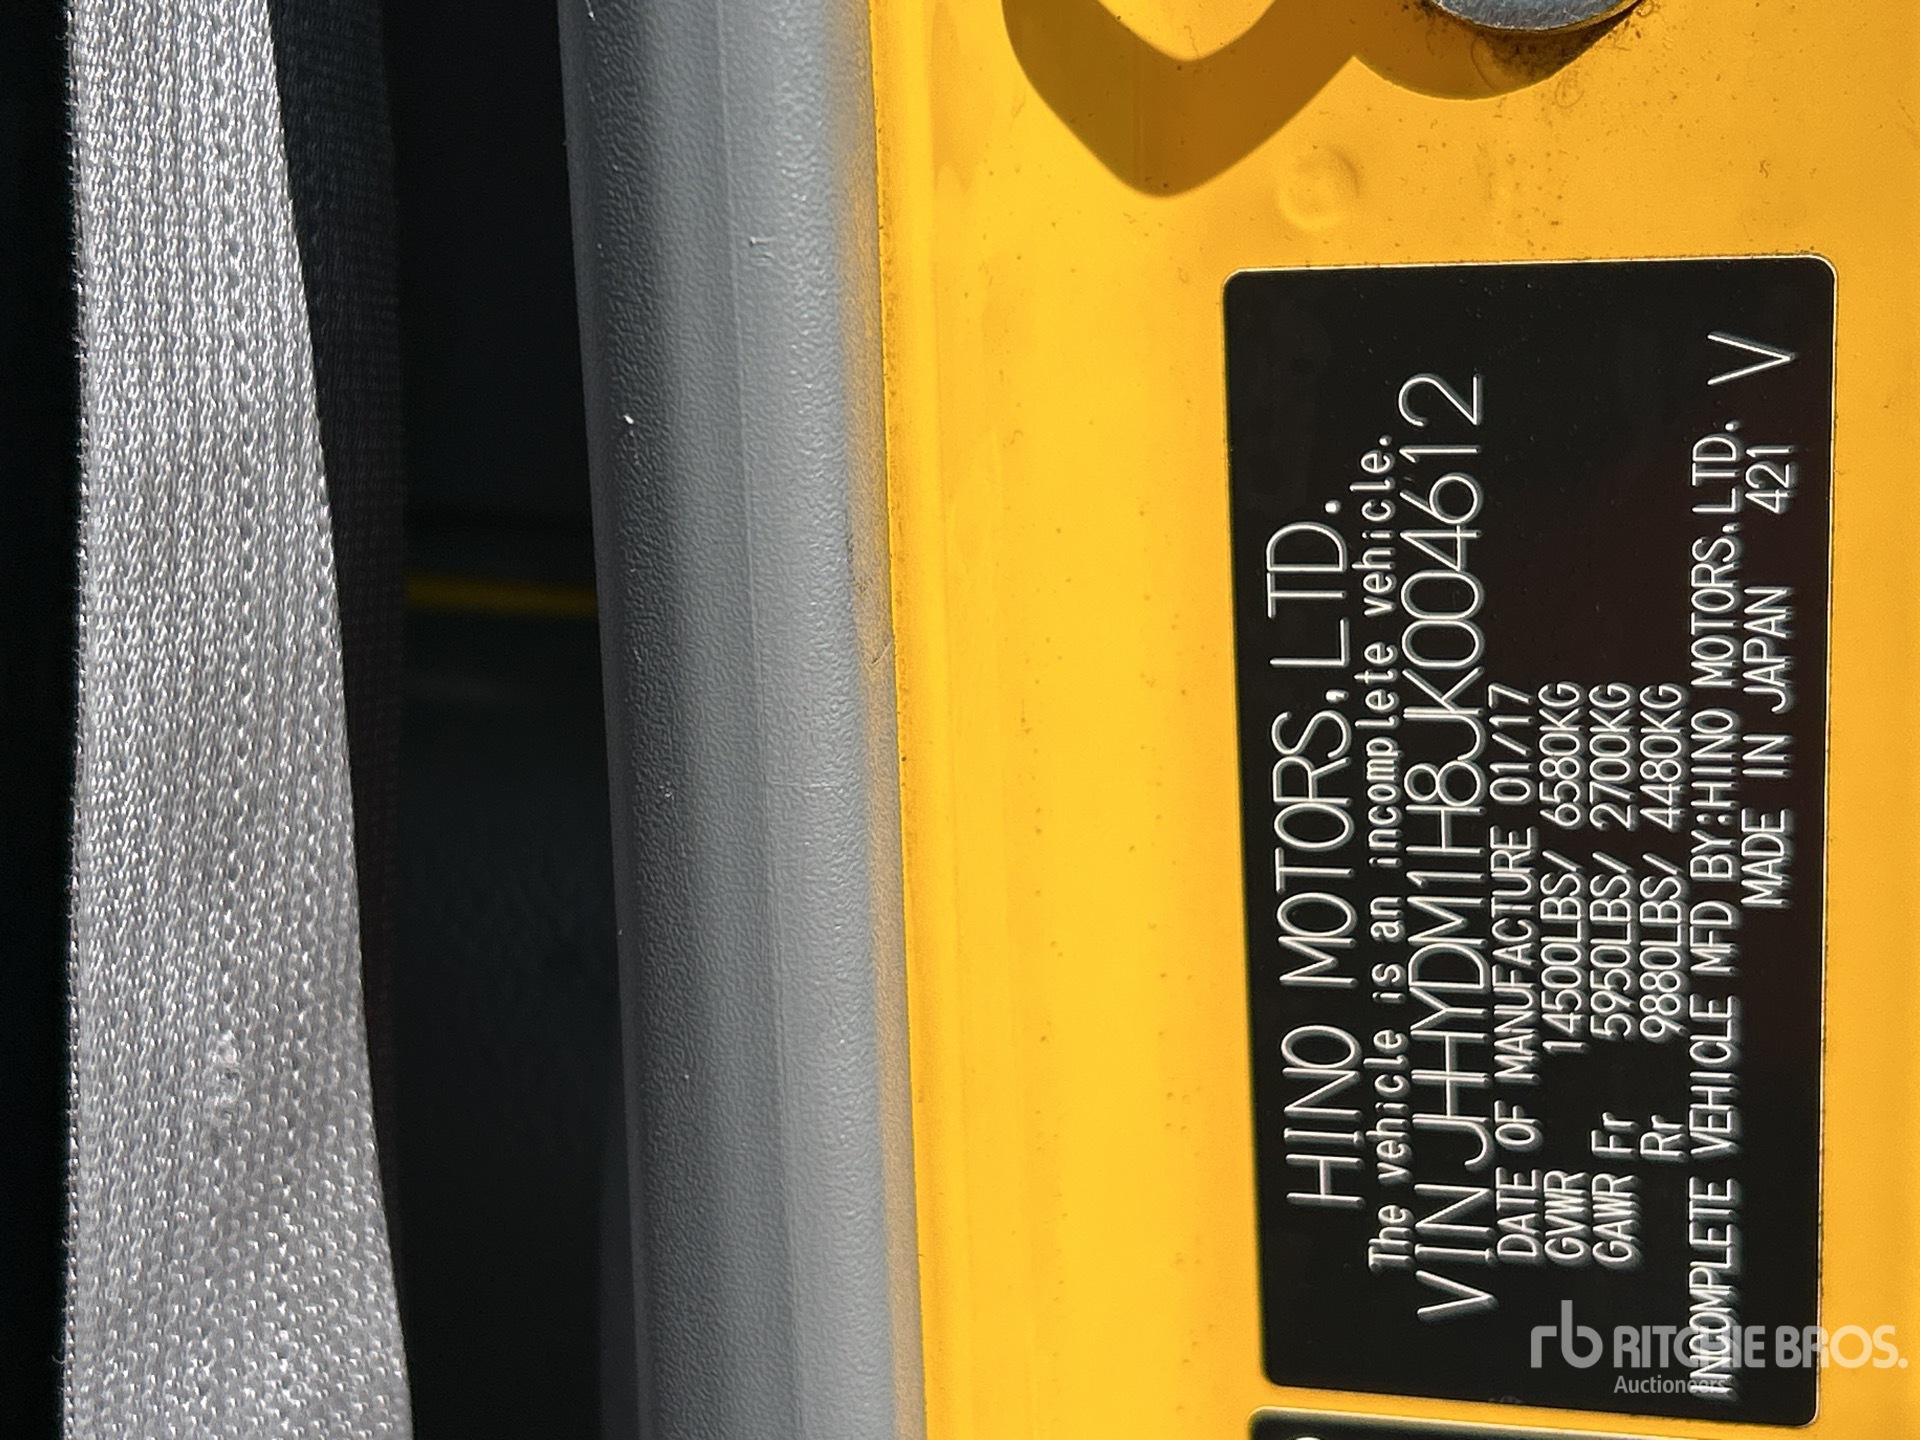 HINO MOTORS,LTD.
The vehicle is an incomplete vehicle.
VIN JHHYDM1H8JK004612
DATE OF MANUFACTURE 01/17
GVWR 14500LBS/ 6580KG
GAWR Fr 5950LBS/ 2700KG
Rr 9880LBS/ 4480KG
INCOMPLETE VEHICLE MFD BY:HINO MOTORS,LTD.
MADE IN JAPAN 421 V
rb RITCHIE BROS.
Auctioneers